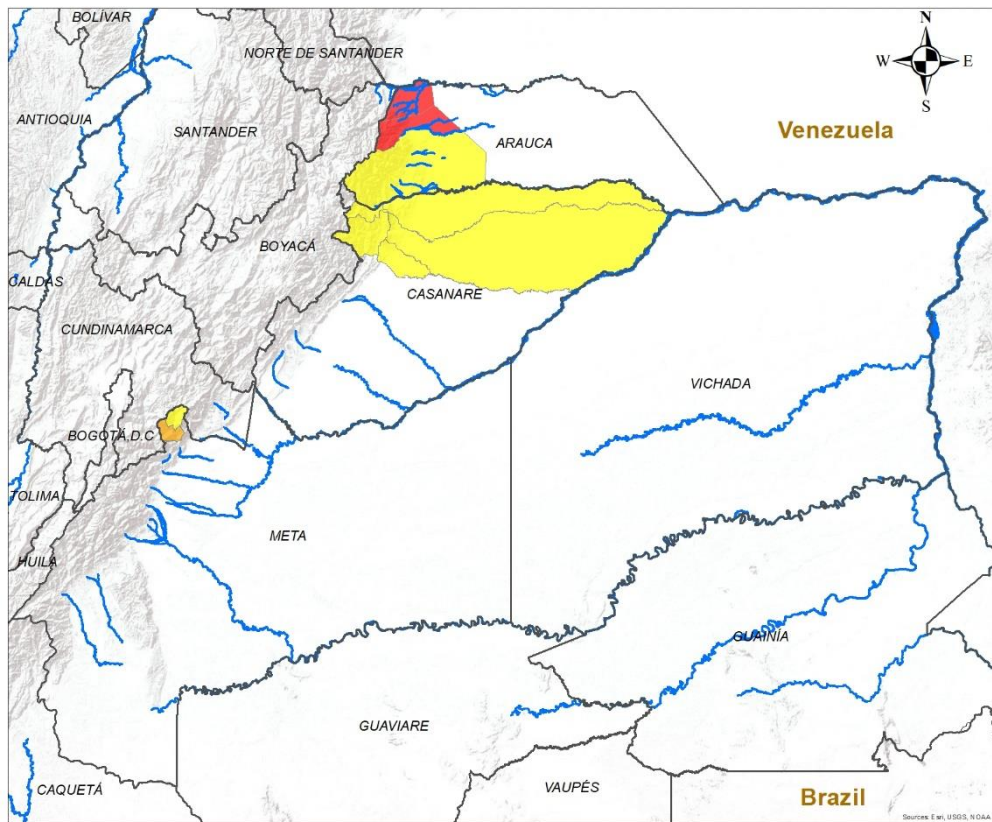 BOLÍVAR
N
NORTE DE SANTANDER
W E
S
ANTIOQUIA
SANTANDER
Venezuela
ARAUCA
BOYACÁ
CALDAS
CASANARE
CUNDINAMARCA
VICHADA
BOGOTÁ D.C
TOLIMA
META
HUILA
GUAINÍA
GUAVIARE
CAQUETÁ
VAUPÉS
Brazil
Sources: Esri, USGS, NOAA